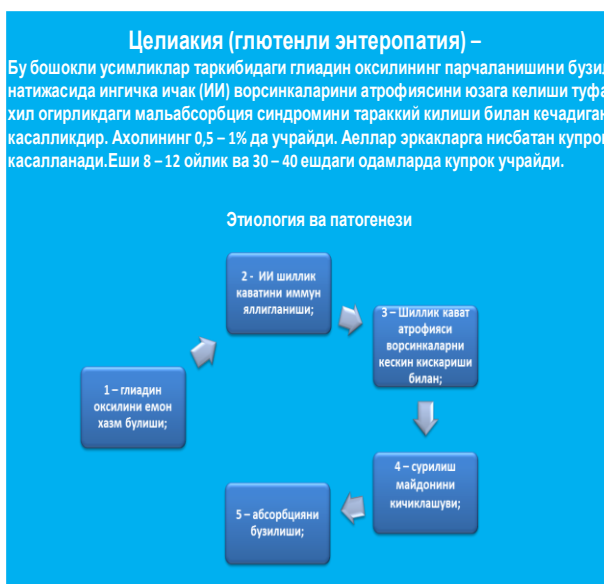 Целиакия (глютенли энтеропатия) –
Бу бошокли усимликлар таркибидаги глиадин оксилининг парчаланишини
натижасида ингичка ичак (ИИ) ворсинкаларини атрофиясини юзага келиши
хил огирликдаги мальабсорбция синдромини тараккий килиши билан
касалликдир. Ахолининг 0,5 – 1% да учрайди. Аеллар эркакларга нисбатан
касалланади.Еши 8 – 12 ойлик ва 30 – 40 ешдаги одамларда купрок учрайди.
Этиология ва патогенези
1 – глиадин
оксилини емон
хазм булиши;
2 - ИИ шиллик
каватини иммун
яллигланиши;
3 – Шиллик кават
атрофияси
ворсинкаларни
кескин кискариши
билан;
4 – сурилиш
майдонини
кичиклашуви;
5 – абсорбцияни
бузилиши;